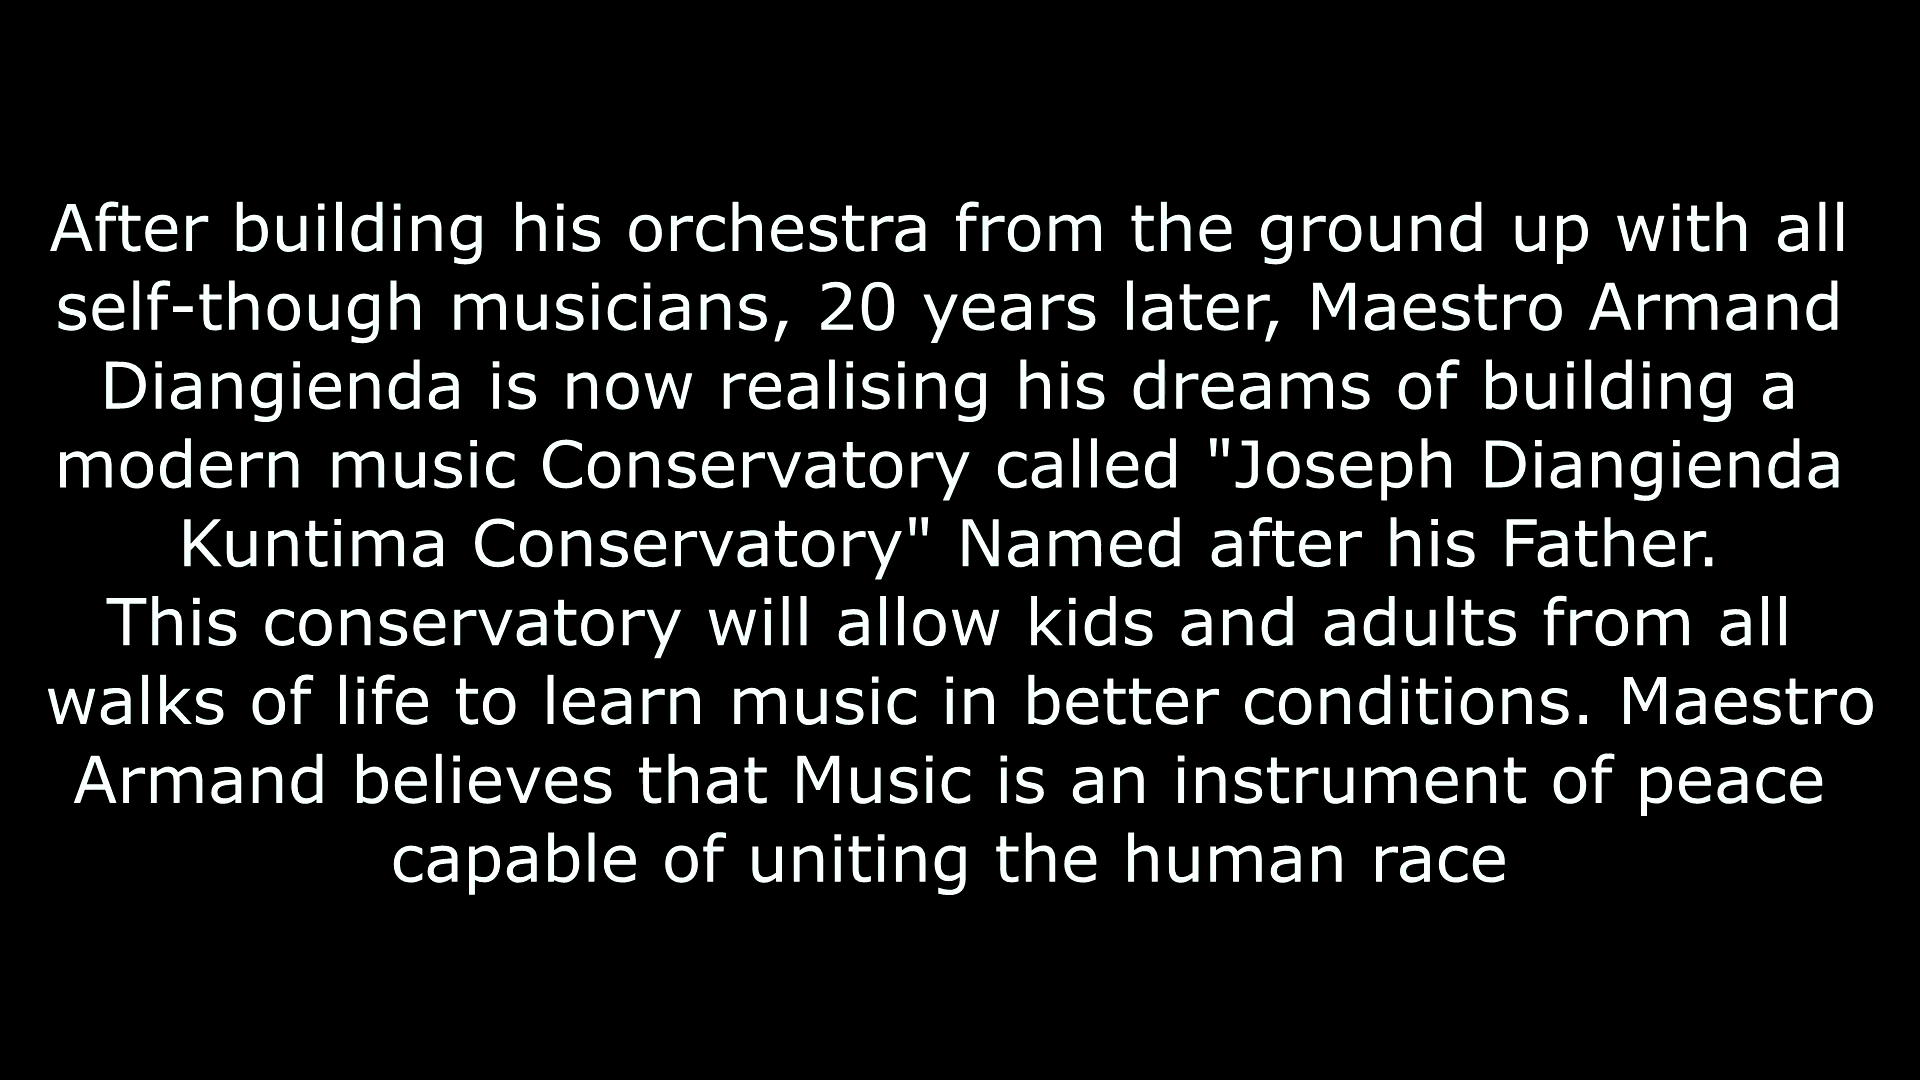 After building his orchestra from the ground up with all
self-though musicians, 20 years later, Maestro Armand
Diangienda is now realising his dreams of building a
modern music Conservatory called "Joseph Diangienda
Kuntima Conservatory" Named after his Father.
This conservatory will allow kids and adults from all
walks of life to learn music in better conditions. Maestro
Armand believes that Music is an instrument of peace
capable of uniting the human race